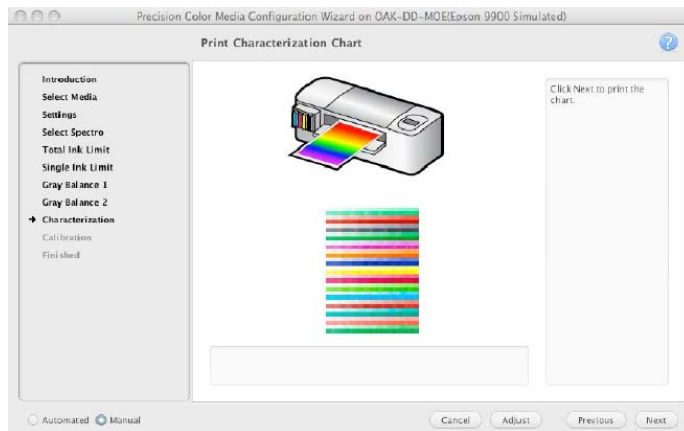 Precision Color Media Configuration Wizard on OAK-DD-MOE(Epson 9900 Simulated)
Print Characterization Chart
?
Introduction
Select Media
Settings
Select Spectro
Total Ink Limit
Single Ink Limit
Gray Balance 1
Gray Balance 2
Characterization
Calibration
Finished
Click Next to print the
chart.
Automated
Manual
Cancel
Adjust
Previous
Next